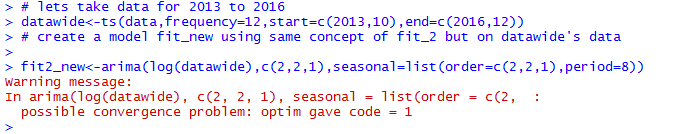 > # lets take data for 2013 to 2016
> datawide<-ts(data,frequency=12,start=c(2013,10),end=c(2016,12))
> # create a model fit_new using same concept of fit_2 but on datawide's data
>
> fit2_new<-arima(log(datawide),c(2,2,1),seasonal=list(order=c(2,2,1),period=8))
Warning message:
In arima(log(datawide), c(2, 2, 1), seasonal = list(order = c(2,  :
  possible convergence problem: optim gave code = 1
>